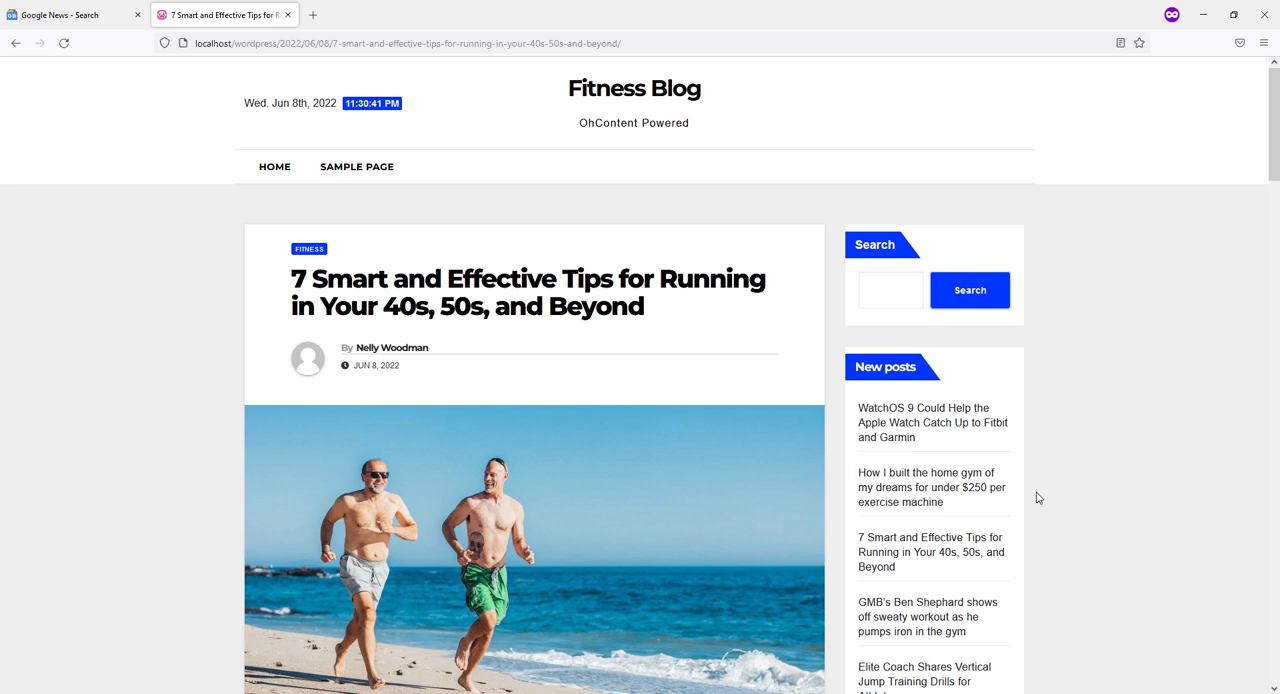 Google News - Search
7 Smart and Effective Tips for R
localhost/wordpress/2022/06/08/7-smart-and-effective-tips-for-running-in-your-40s-50s-and-beyond/
Wed. Jun 8th, 2022 11:30:41 PM
Fitness Blog
OhContent Powered
HOME
SAMPLE PAGE
FITNESS
7 Smart and Effective Tips for Running
in Your 40s, 50s, and Beyond
By Nelly Woodman
JUN 8, 2022
Search
Search
New posts
WatchOS 9 Could Help the
Apple Watch Catch Up to Fitbit
and Garmin
How I built the home gym of
my dreams for under $250 per
exercise machine
7 Smart and Effective Tips for
Running in Your 40s, 50s, and
Beyond
GMB's Ben Shephard shows
off sweaty workout as he
pumps iron in the gym
Elite Coach Shares Vertical
Jump Training Drills for